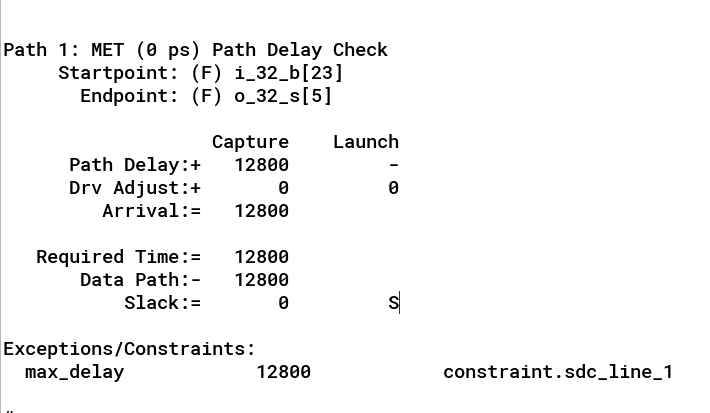 Path 1: MET (0 ps) Path Delay Check
Startpoint: (F) i_32_b[23]
Endpoint: (F) o_32_s[5]
Capture Launch
Path Delay:+ 12800 -
Drv Adjust:+ 0 0
Arrival:= 12800
Required Time:= 12800
Data Path:- 12800
Slack:= 0 S
Exceptions/Constraints:
max_delay 12800 constraint.sdc_line_1